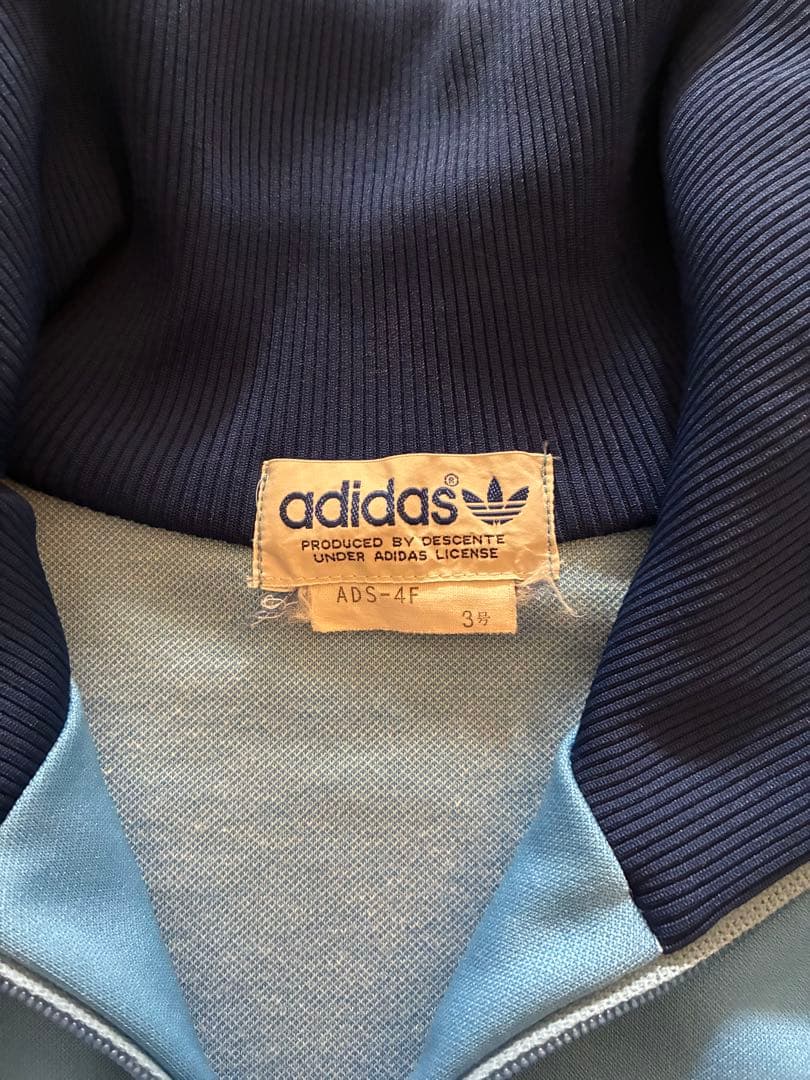 adidas®
PRODUCED BY DESCENTE
UNDER ADIDAS LICENSE
ADS-4F
3号